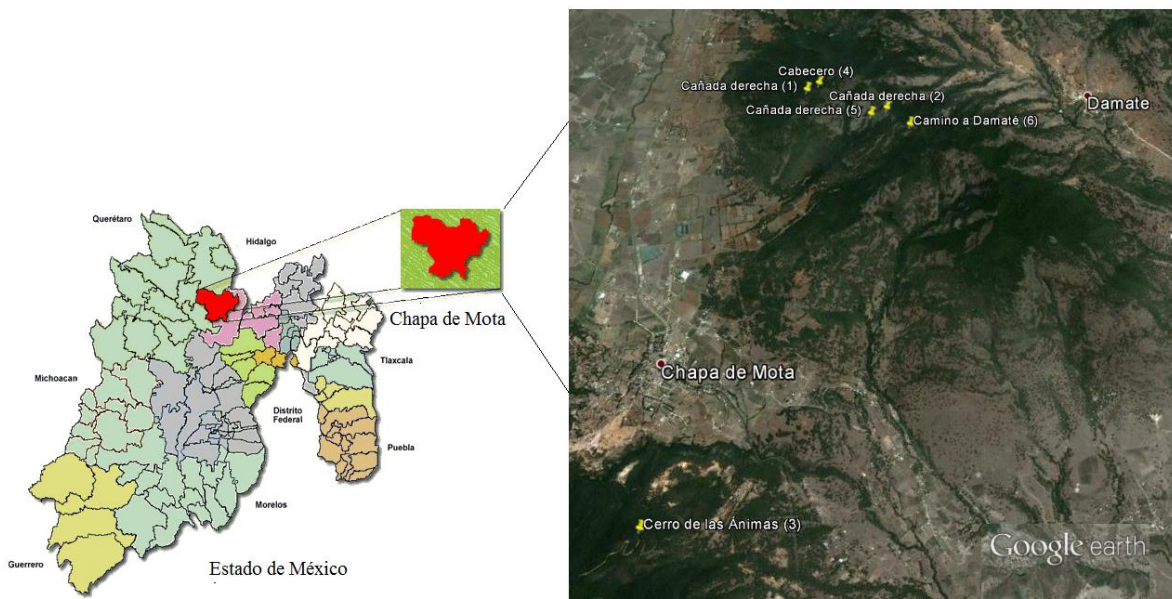 Querétaro
Hidalgo
Chapa de Mota
Michoacan
Tlaxcala
Distrito
Federal
Puebla
Morelos
Guerrero
Estado de México
Cabecero (4)
Cañada derecha (1)
Cañada derecha (2)
Cañada derecha (5)
Camino a Damaté (6)
Damate
Chapa de Mota
Cerro de las Ánimas (3)
Google earth